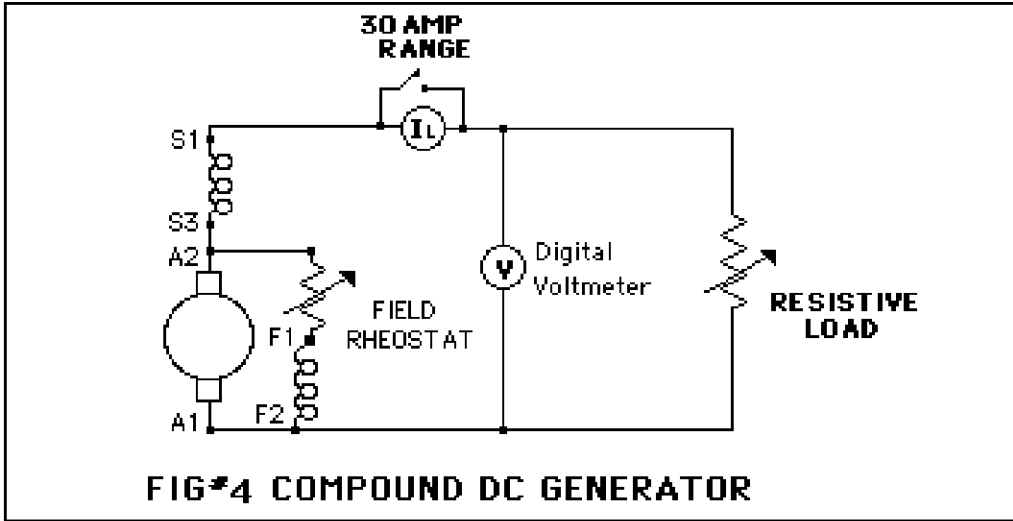 30 AMP
RANGE
IL
S1
S3
A2
Digital
Voltmeter
V
FIELD
RHEOSTAT
F1
RESISTIVE
LOAD
F2
A1
FIG#4 COMPOUND DC GENERATOR